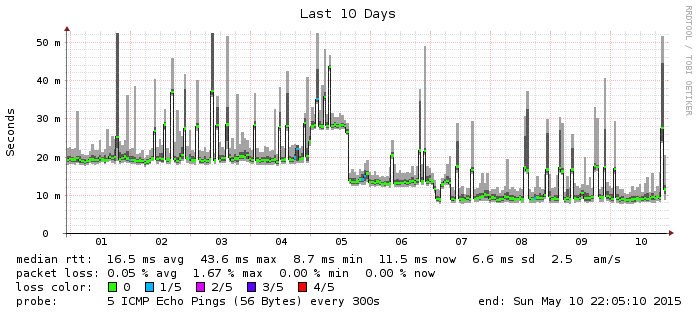 Last 10 Days
RRDTOOL / TOBI OETIKER
Seconds
50 m
40 m
30 m
20 m
10 m
0
01 02 03 04 05 06 07 08 09 10
median rtt: 16.5 ms avg 43.6 ms max 8.7 ms min 11.5 ms now 6.6 ms sd 2.5 am/s
packet loss: 0.05 % avg 1.67 % max 0.00 % min 0.00 % now
loss color: 0 1/5 2/5 3/5 4/5
probe: 5 ICMP Echo Pings (56 Bytes) every 300s end: Sun May 10 22:05:10 2015